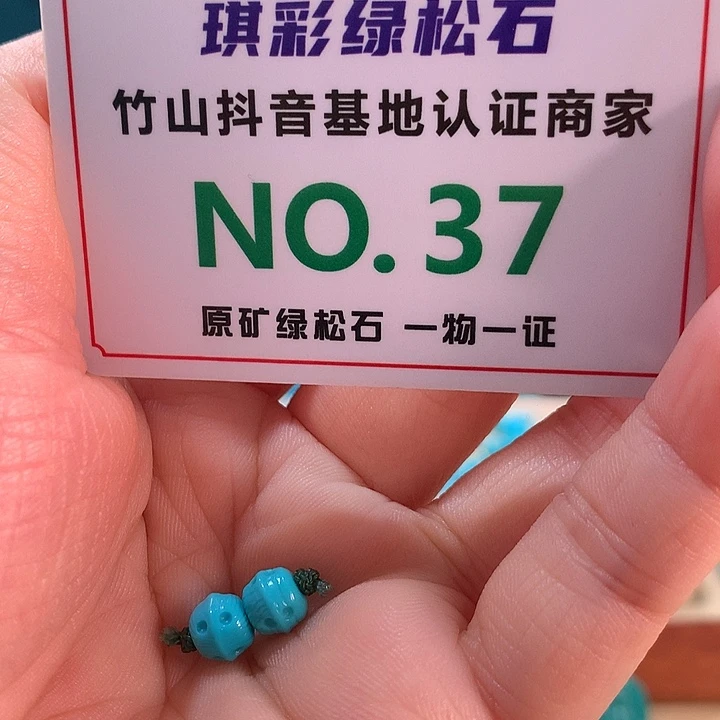 琪彩绿松石
竹山抖音基地认证商家
NO. 37
原矿绿松石 一物一证